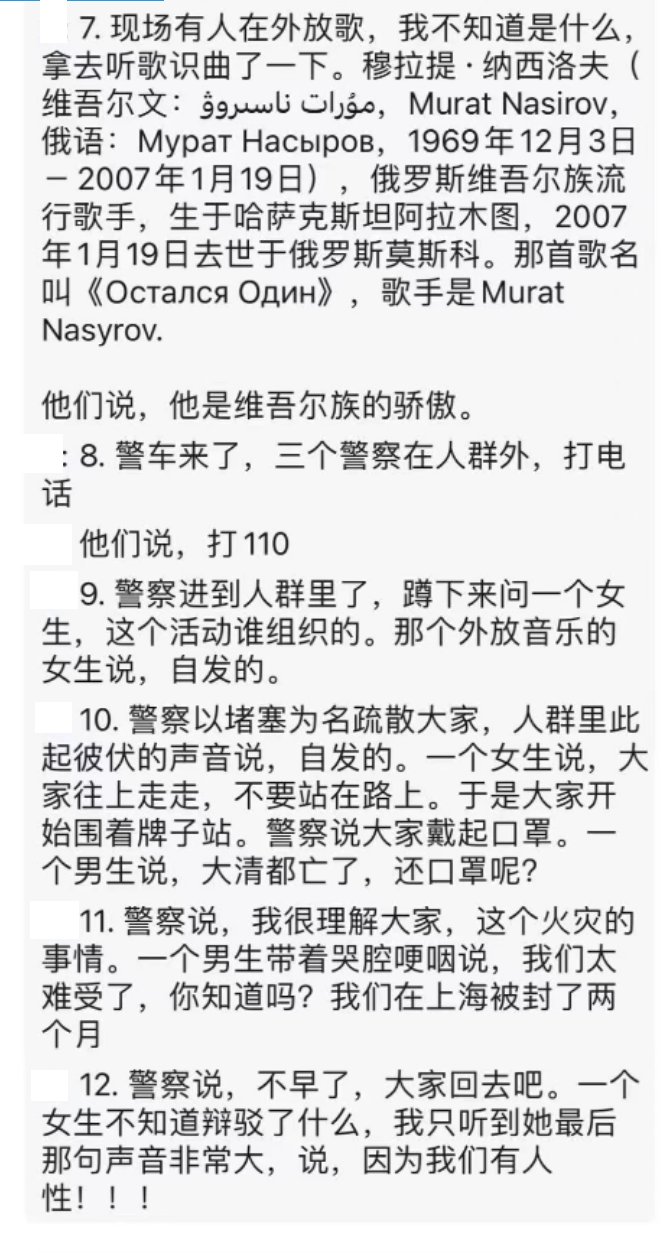 7. 现场有人在外放歌，我不知道是什么，
拿去听歌识曲了一下。穆拉提·纳西洛夫（
维吾尔文：مۇرات ناسىروۋ，Murat Nasirov，
俄语：Мурат Насыров，1969年12月3日
－2007年1月19日），俄罗斯维吾尔族流
行歌手，生于哈萨克斯坦阿拉木图，2007
年1月19日去世于俄罗斯莫斯科。那首歌名
叫《Остался Один》，歌手是Murat
Nasyrov.
他们说，他是维吾尔族的骄傲。
: 8. 警车来了，三个警察在人群外，打电
话
他们说，打110
9. 警察进到人群里了，蹲下来问一个女
生，这个活动谁组织的。那个外放音乐的
女生说，自发的。
10. 警察以堵塞为名疏散大家，人群里此
起彼伏的声音说，自发的。一个女生说，大
家往上走走，不要站在路上。于是大家开
始围着牌子站。警察说大家戴起口罩。一
个男生说，大清都亡了，还口罩呢？
11. 警察说，我很理解大家，这个火灾的
事情。一个男生带着哭腔哽咽说，我们太
难受了，你知道吗？我们在上海被封了两
个月
12. 警察说，不早了，大家回去吧。一个
女生不知道辩驳了什么，我只听到她最后
那句声音非常大，说，因为我们有人
性！！！